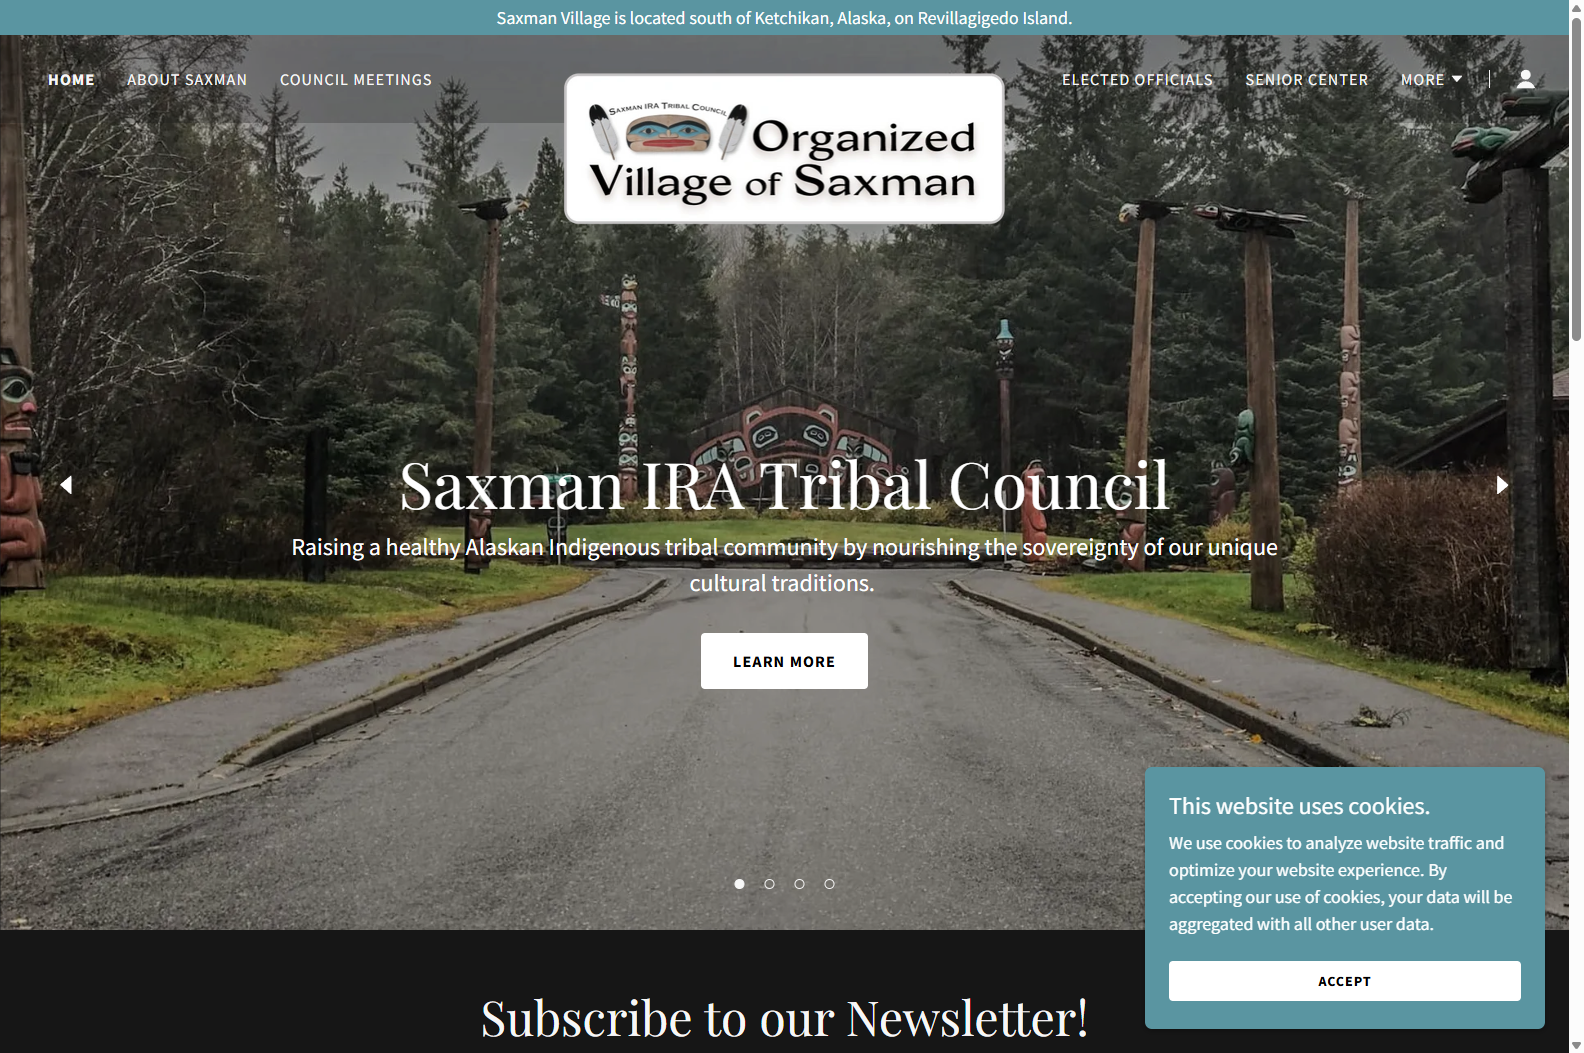 Saxman Village is located south of Ketchikan, Alaska, on Revillagigedo Island.
HOME
ABOUT SAXMAN
COUNCIL MEETINGS
SAXMAN IRA TRIBAL COUNCIL
Organized
Village of Saxman
ELECTED OFFICIALS
SENIOR CENTER
MORE
Saxman IRA Tribal Council
Raising a healthy Alaskan Indigenous tribal community by nourishing the sovereignty of our unique
cultural traditions.
LEARN MORE
This website uses cookies.
We use cookies to analyze website traffic and
optimize your website experience. By
accepting our use of cookies, your data will be
aggregated with all other user data.
ACCEPT
Subscribe to our Newsletter!